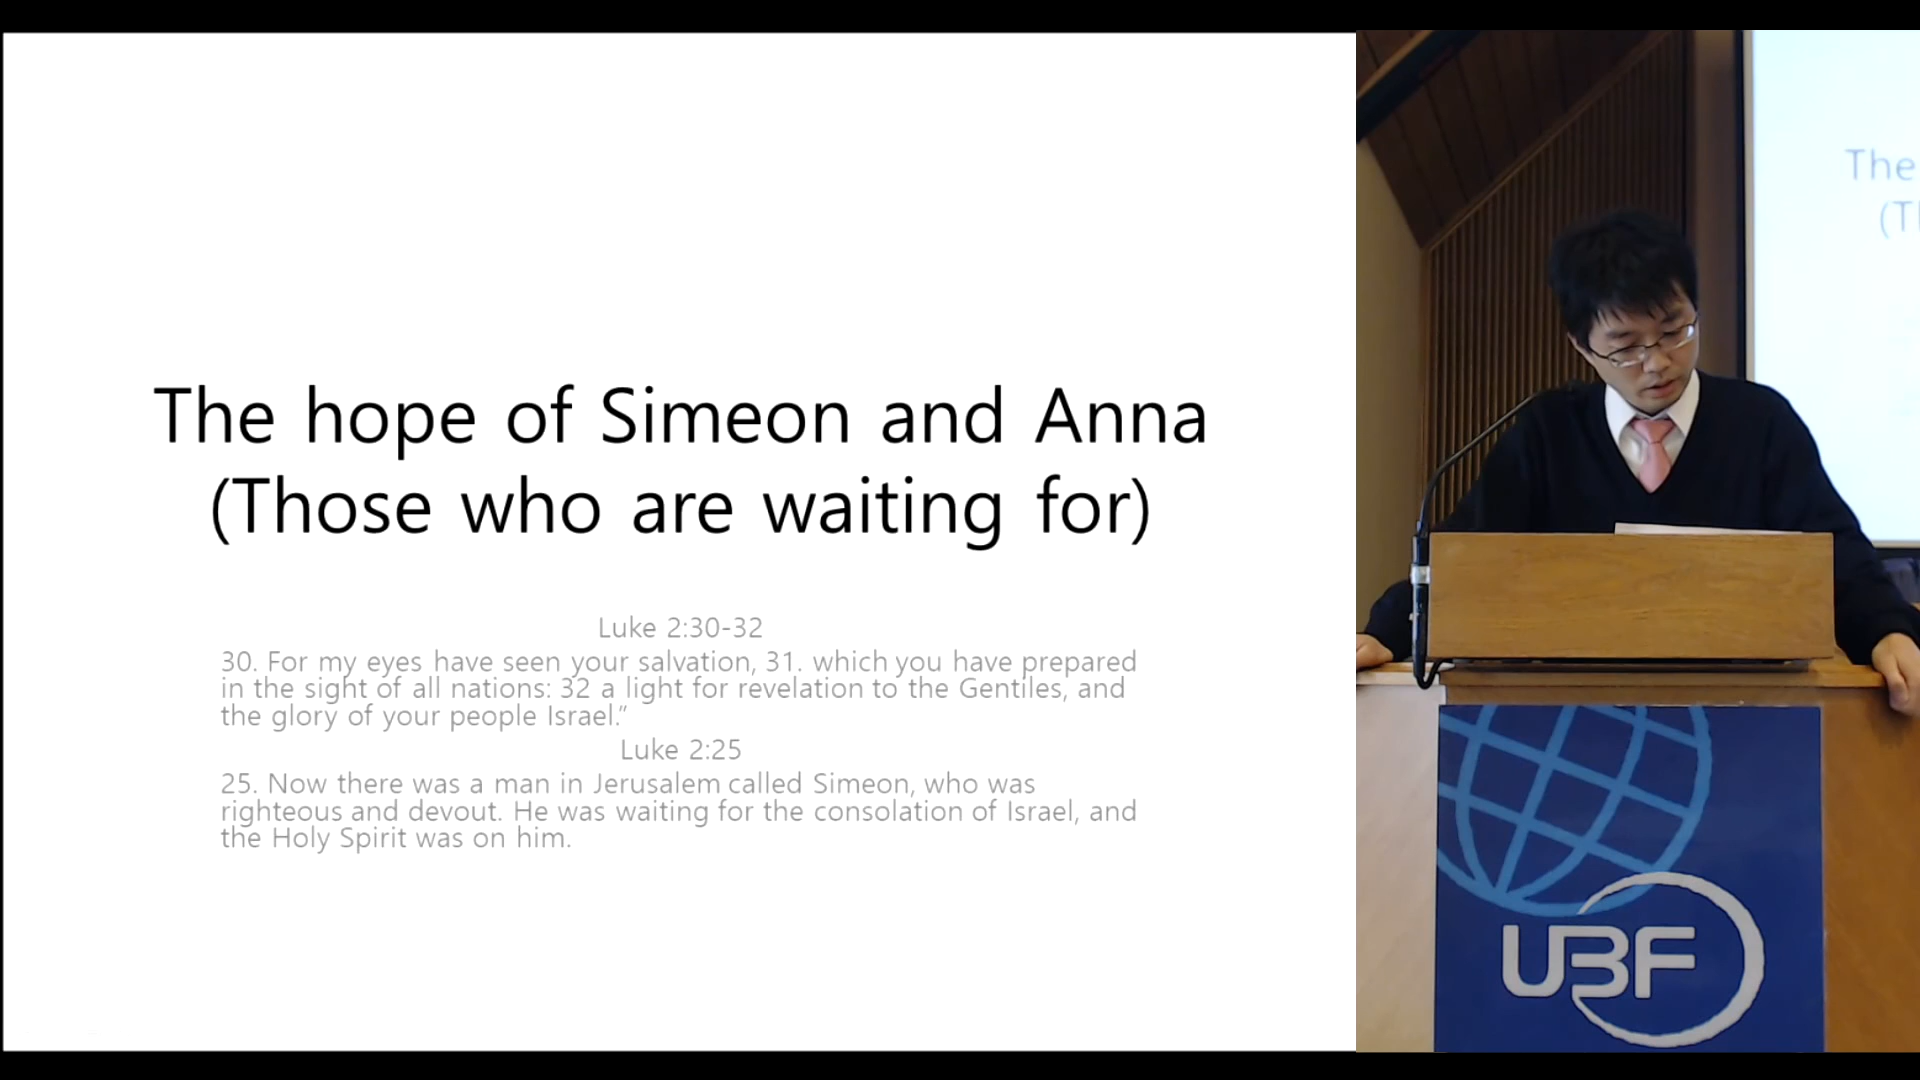 The hope of Simeon and Anna
(Those who are waiting for)
Luke 2:30-32
30. For my eyes have seen your salvation, 31. which you have prepared
in the sight of all nations: 32 a light for revelation to the Gentiles, and
the glory of your people Israel.”
Luke 2:25
25. Now there was a man in Jerusalem called Simeon, who was
righteous and devout. He was waiting for the consolation of Israel, and
the Holy Spirit was on him.
The
(Th
UBF